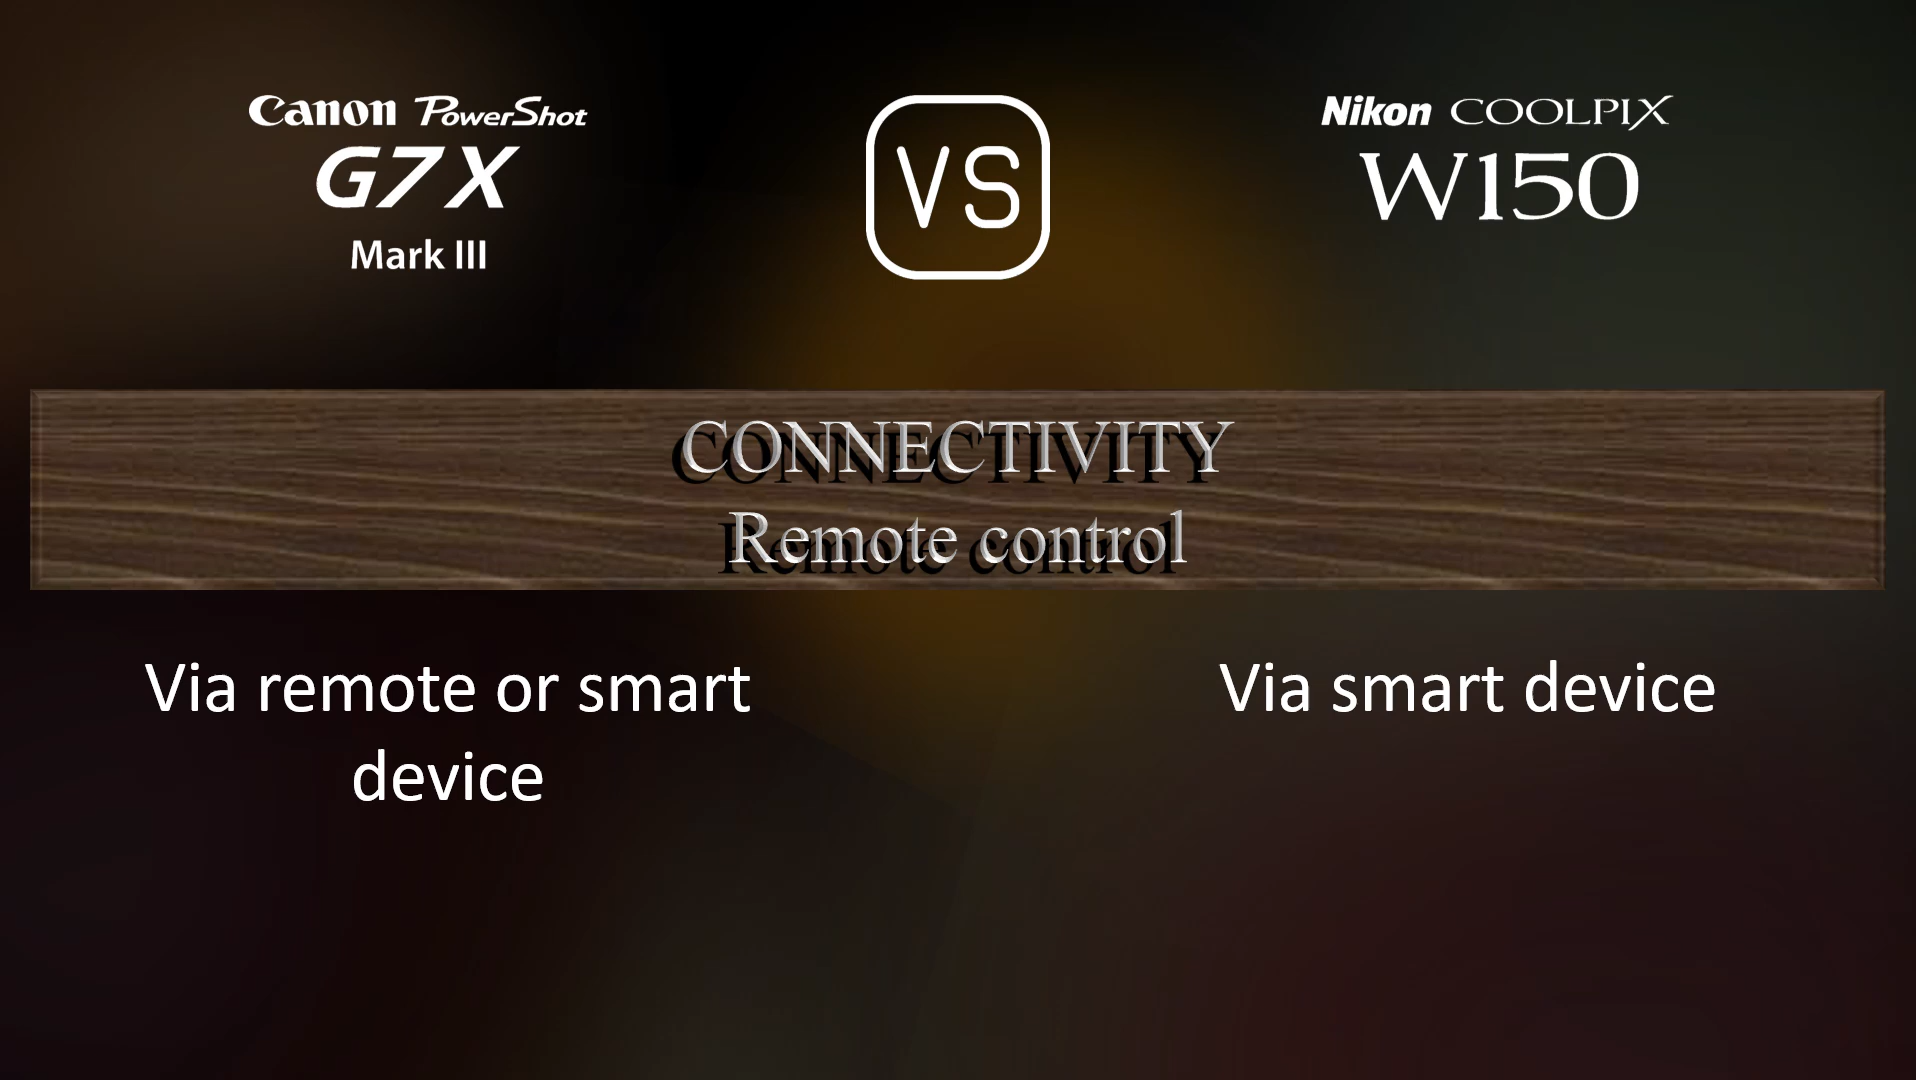 Canon PowerShot
G7 X
Mark III
VS
Nikon COOLPIX
W150
CONNECTIVITY
Remote control
Via remote or smart
device
Via smart device